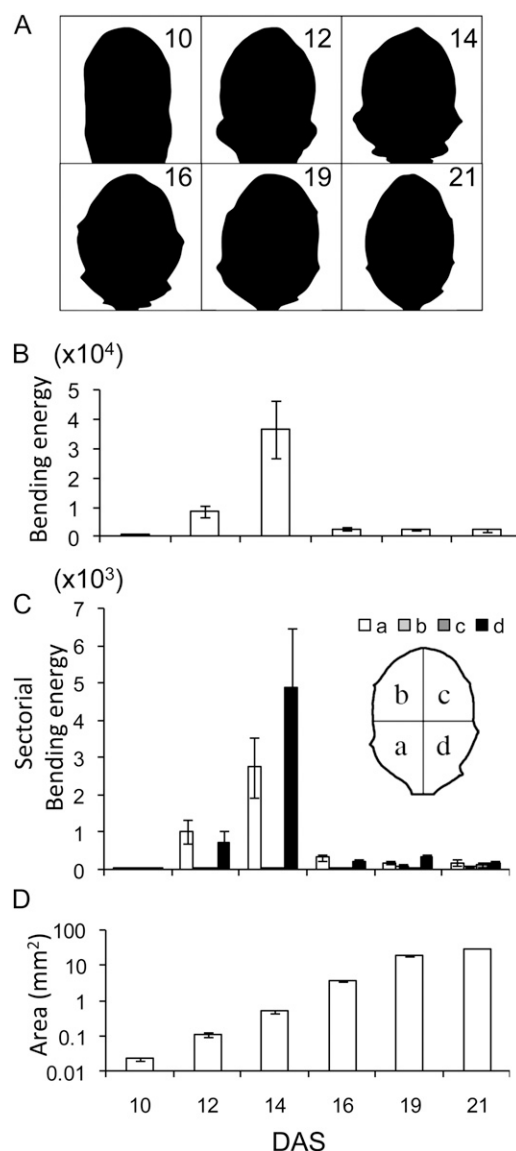 A
10 12 14
16 19 21
B (x10⁴)
Bending energy
5
4
3
2
1
0
(x10³)
C
Sectorial
Bending energy
7
6
5
4
3
2
1
0
a b c d
b c
a d
D
Area (mm²)
100
10
1
0.1
0.01
10 12 14 16 19 21
DAS